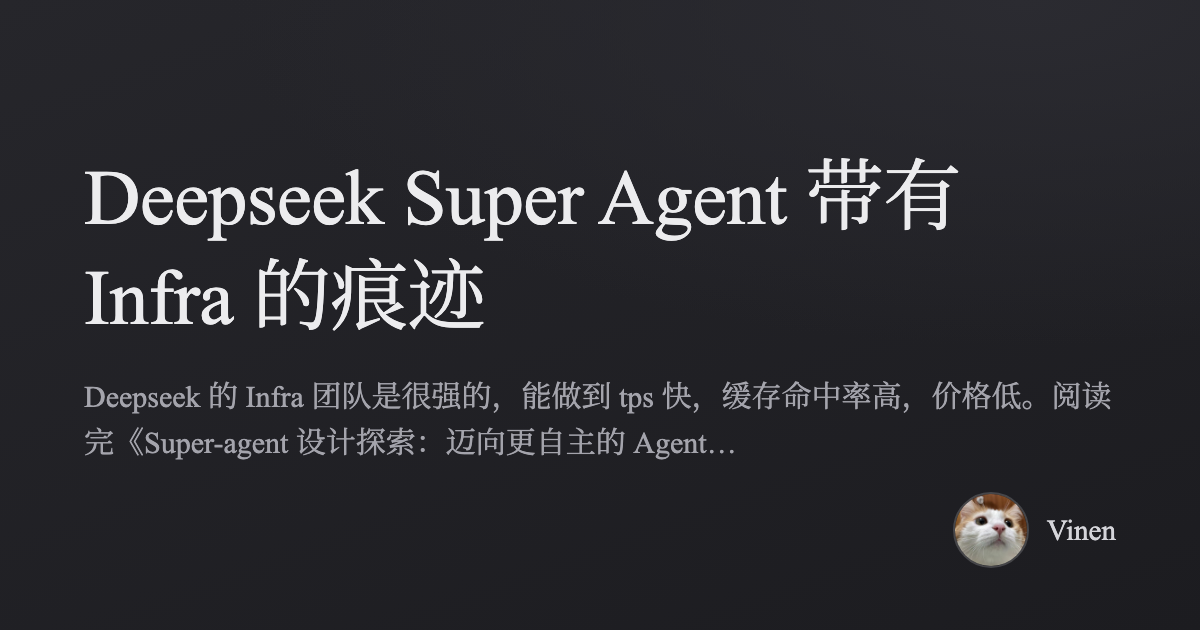 Deepseek Super Agent 带有
Infra 的痕迹
Deepseek 的 Infra 团队是很强的，能做到 tps 快，缓存命中率高，价格低。阅读
完《Super-agent 设计探索：迈向更自主的 Agent…
Vinen